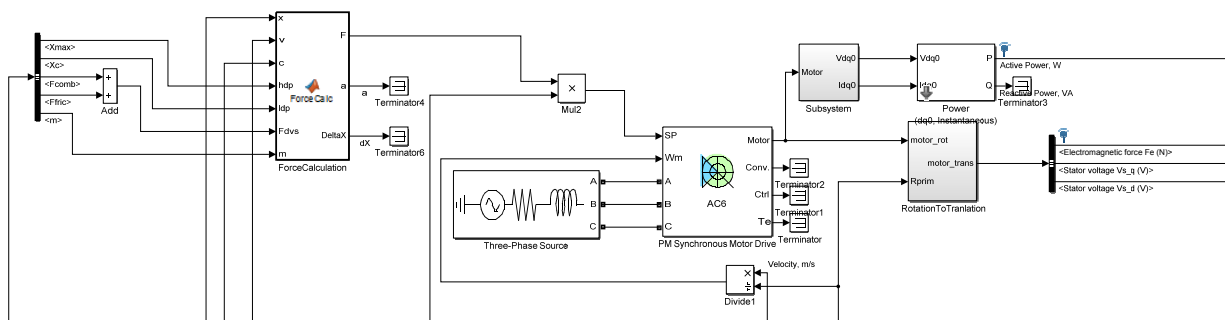 <Xmax>
<Xc>
<Fcomb>
<Ffric>
<m>
+
+
Add
x
v
c
hdp
ldp
Fdvs
m
F
a
DeltaX
ForceCalc
ForceCalculation
a
Terminator4
dX
Terminator6
×
Mul2
A
B
C
Three-Phase Source
SP
Wm
A
B
C
Motor
Conv.
Ctrl
Te
AC6
PM Synchronous Motor Drive
Terminator2
Terminator1
Terminator
Velocity, m/s
×
÷
Divide1
Motor
Vdq0
Idq0
Subsystem
Vdq0
Idq0
P
Q
Power
(dq0, Instantaneous)
Active Power, W
Reactive Power, VA
Terminator3
motor_rot
motor_trans
Rprim
RotationToTranlation
<Electromagnetic force Fe (N)>
<Stator voltage Vs_q (V)>
<Stator voltage Vs_d (V)>